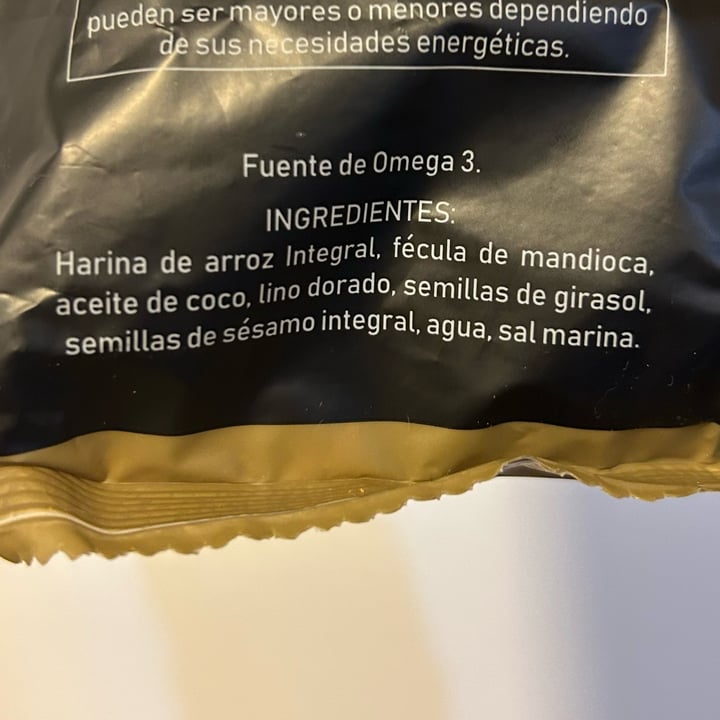 pueden ser mayores o menores dependiendo
de sus necesidades energéticas.
Fuente de Omega 3.
INGREDIENTES:
Harina de arroz Integral, fécula de mandioca,
aceite de coco, lino dorado, semillas de girasol,
semillas de sésamo integral, agua, sal marina.